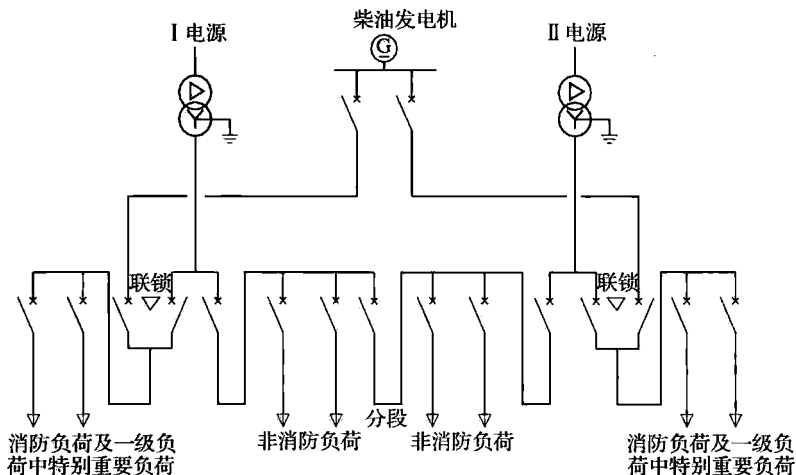 柴油发电机
Ⅰ电源
G
Ⅱ电源
联锁
联锁
分段
消防负荷及一级负
荷中特别重要负荷
非消防负荷
非消防负荷
消防负荷及一级负
荷中特别重要负荷